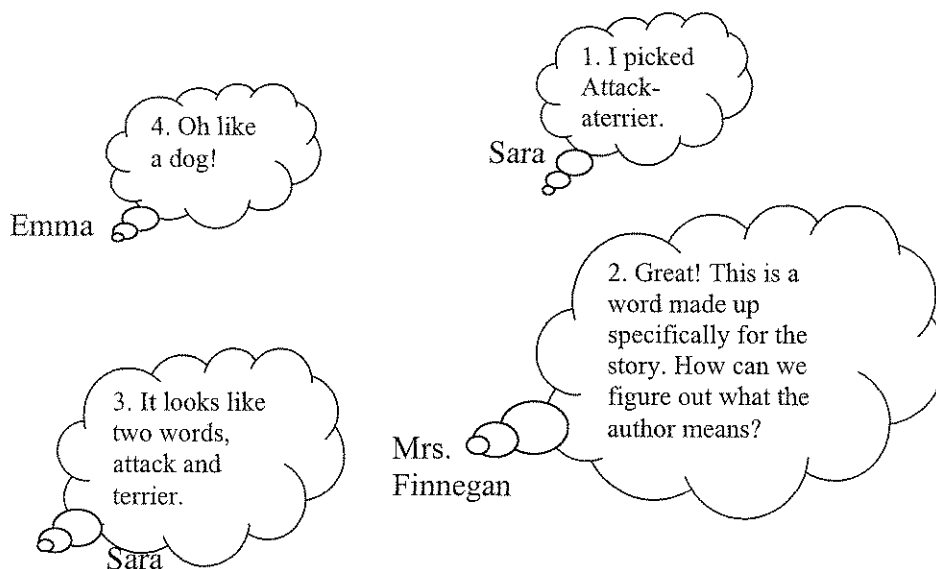 1. I picked
Attack-
aterrier.
Sara
2. Great! This is a
word made up
specifically for the
story. How can we
figure out what the
author means?
Mrs.
Finnegan
3. It looks like
two words,
attack and
terrier.
Sara
4. Oh like
a dog!
Emma